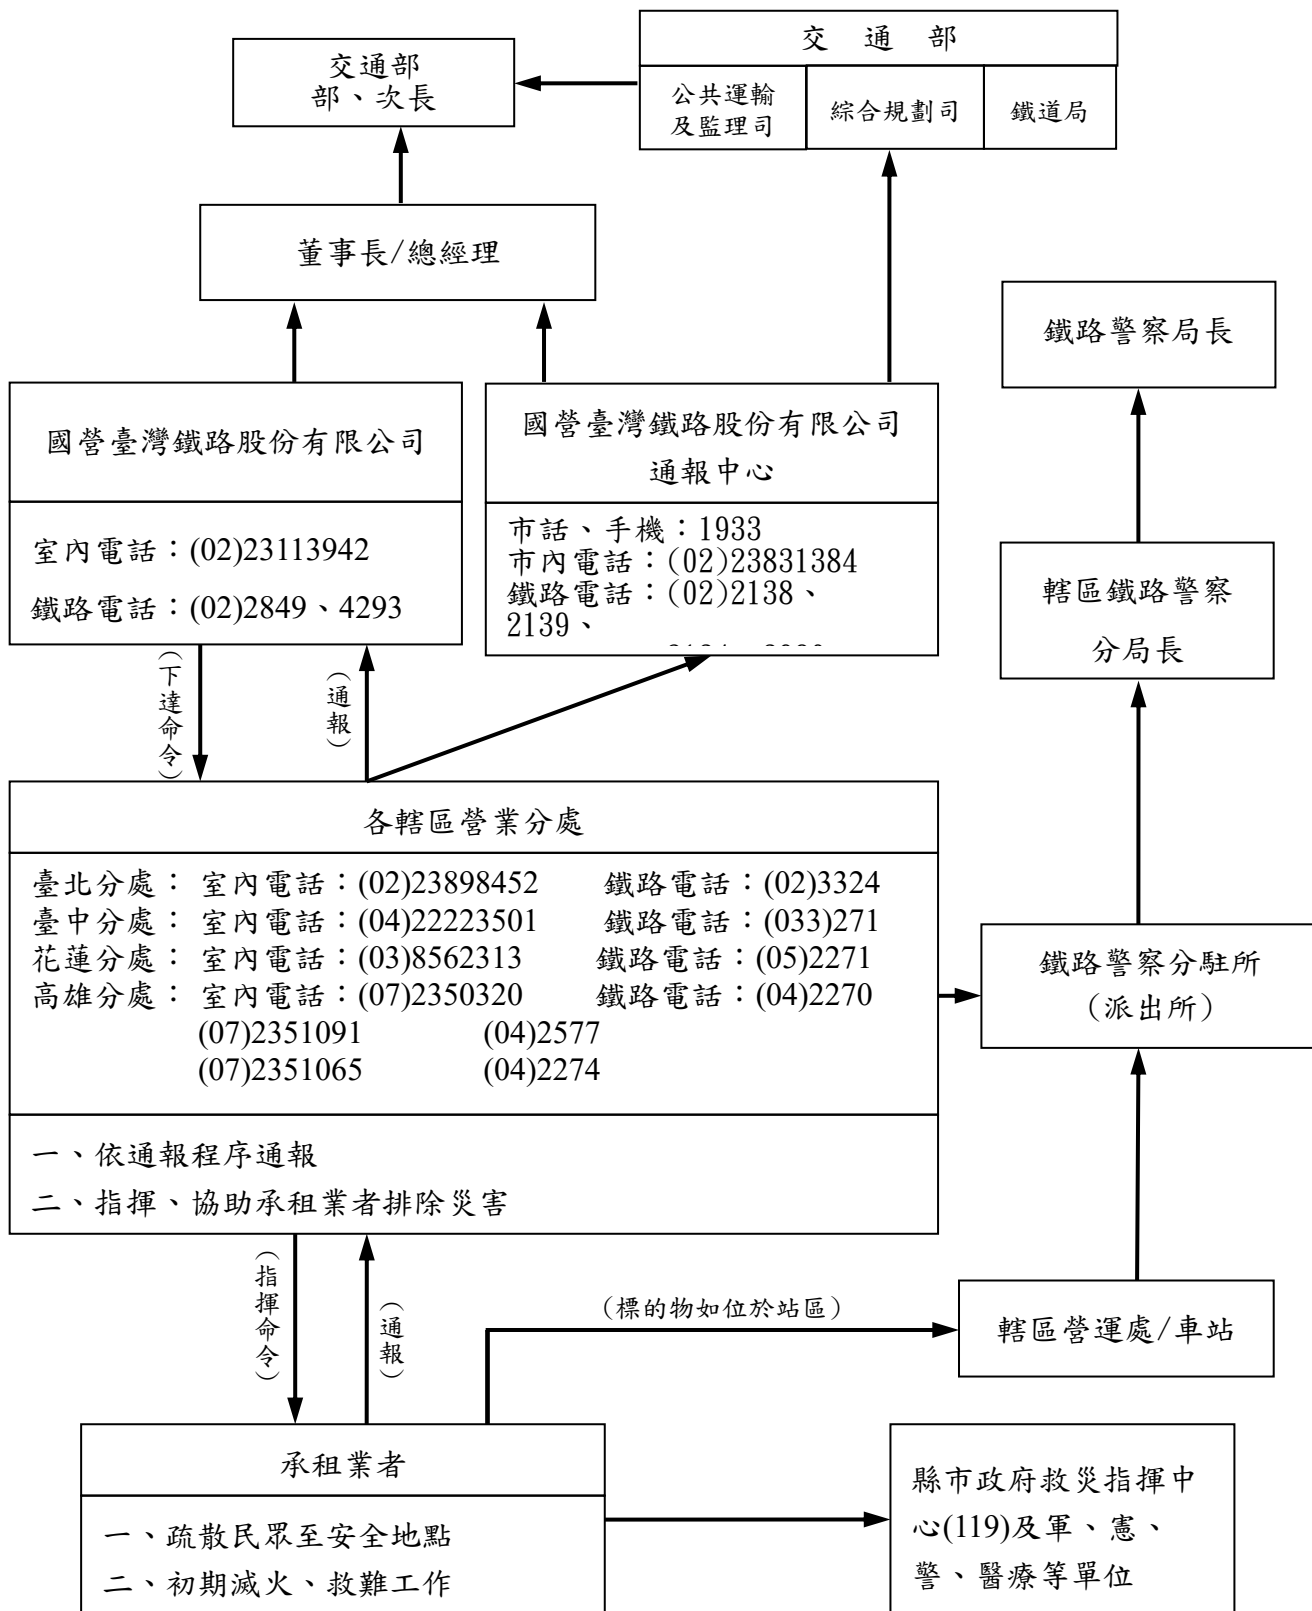 交通部
公共運輸
及監理司
綜合規劃司
鐵道局
交通部
部、次長
董事長/總經理
鐵路警察局長
國營臺灣鐵路股份有限公司
室內電話：(02)23113942
鐵路電話：(02)2849、4293
國營臺灣鐵路股份有限公司
通報中心
市話、手機：1933
市內電話：(02)23831384
鐵路電話：(02)2138、
2139、
轄區鐵路警察
分局長
（下達命令）
（通報）
各轄區營業分處
臺北分處： 室內電話：(02)23898452 鐵路電話：(02)3324
臺中分處： 室內電話：(04)22223501 鐵路電話：(033)271
花蓮分處： 室內電話：(03)8562313 鐵路電話：(05)2271
高雄分處： 室內電話：(07)2350320 鐵路電話：(04)2270
(07)2351091 (04)2577
(07)2351065 (04)2274
一、依通報程序通報
二、指揮、協助承租業者排除災害
鐵路警察分駐所
（派出所）
（指揮命令）
（通報）
（標的物如位於站區）
轄區營運處/車站
承租業者
一、疏散民眾至安全地點
二、初期滅火、救難工作
縣市政府救災指揮中
心(119)及軍、憲、
警、醫療等單位